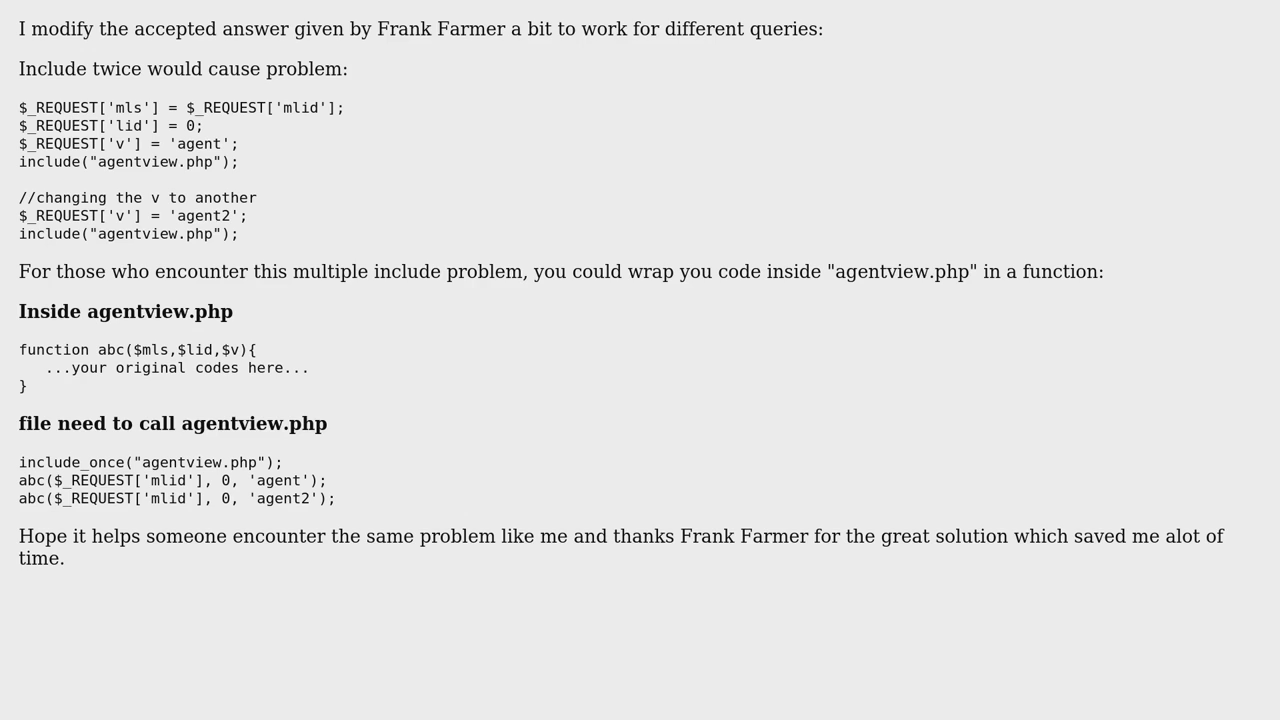 I modify the accepted answer given by Frank Farmer a bit to work for different queries:
Include twice would cause problem:
$_REQUEST['mls'] = $_REQUEST['mlid'];
$_REQUEST['lid'] = 0;
$_REQUEST['v'] = 'agent';
include("agentview.php");
//changing the v to another
$_REQUEST['v'] = 'agent2';
include("agentview.php");
For those who encounter this multiple include problem, you could wrap you code inside "agentview.php" in a function:
Inside agentview.php
function abc($mls,$lid,$v){
   ...your original codes here...
}
file need to call agentview.php
include_once("agentview.php");
abc($_REQUEST['mlid'], 0, 'agent');
abc($_REQUEST['mlid'], 0, 'agent2');
Hope it helps someone encounter the same problem like me and thanks Frank Farmer for the great solution which saved me alot of
time.